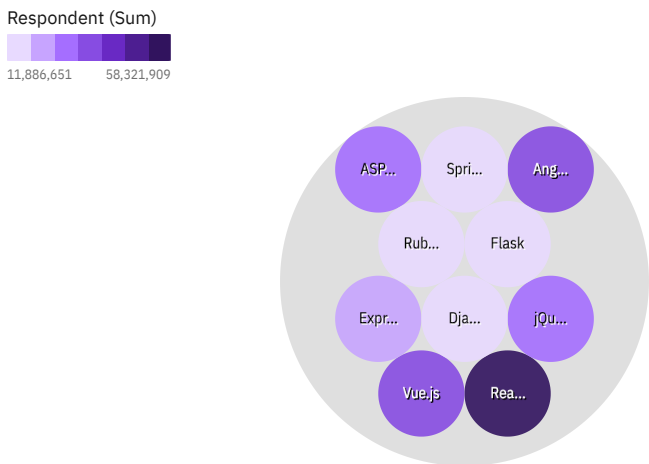 Respondent (Sum)
11,886,651 58,321,909
ASP... Spri... Ang...
Rub... Flask
Expr... Dja... jQu...
Vue.js Rea...